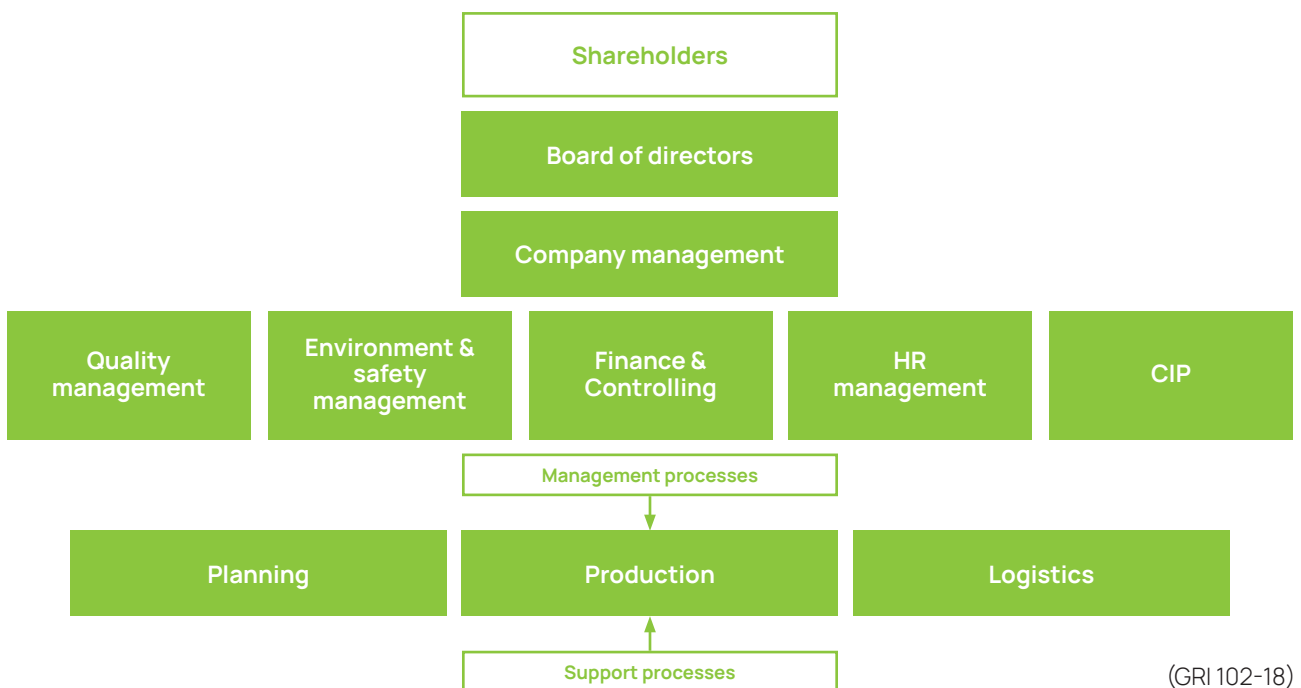 Shareholders
Board of directors
Company management
Quality
management
Environment &
safety
management
Finance &
Controlling
HR
management
CIP
Management processes
Planning
Production
Logistics
Support processes
(GRI 102-18)